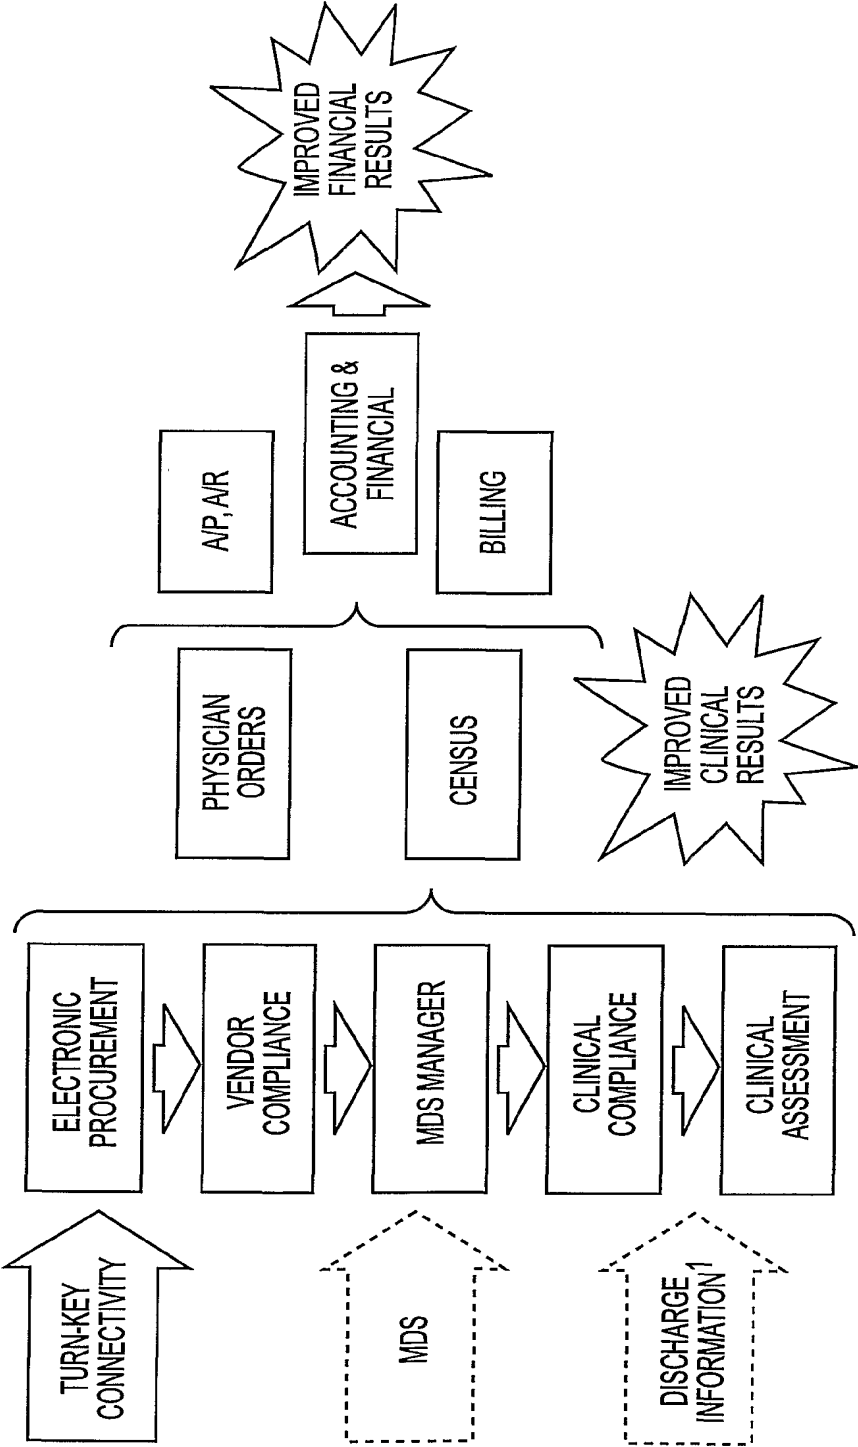 TURN-KEY
CONNECTIVITY
MDS
DISCHARGE
INFORMATION1
ELECTRONIC
PROCUREMENT
VENDOR
COMPLIANCE
MDS MANAGER
CLINICAL
COMPLIANCE
CLINICAL
ASSESSMENT
PHYSICIAN
ORDERS
CENSUS
IMPROVED
CLINICAL
RESULTS
A/P, A/R
ACCOUNTING &
FINANCIAL
BILLING
IMPROVED
FINANCIAL
RESULTS